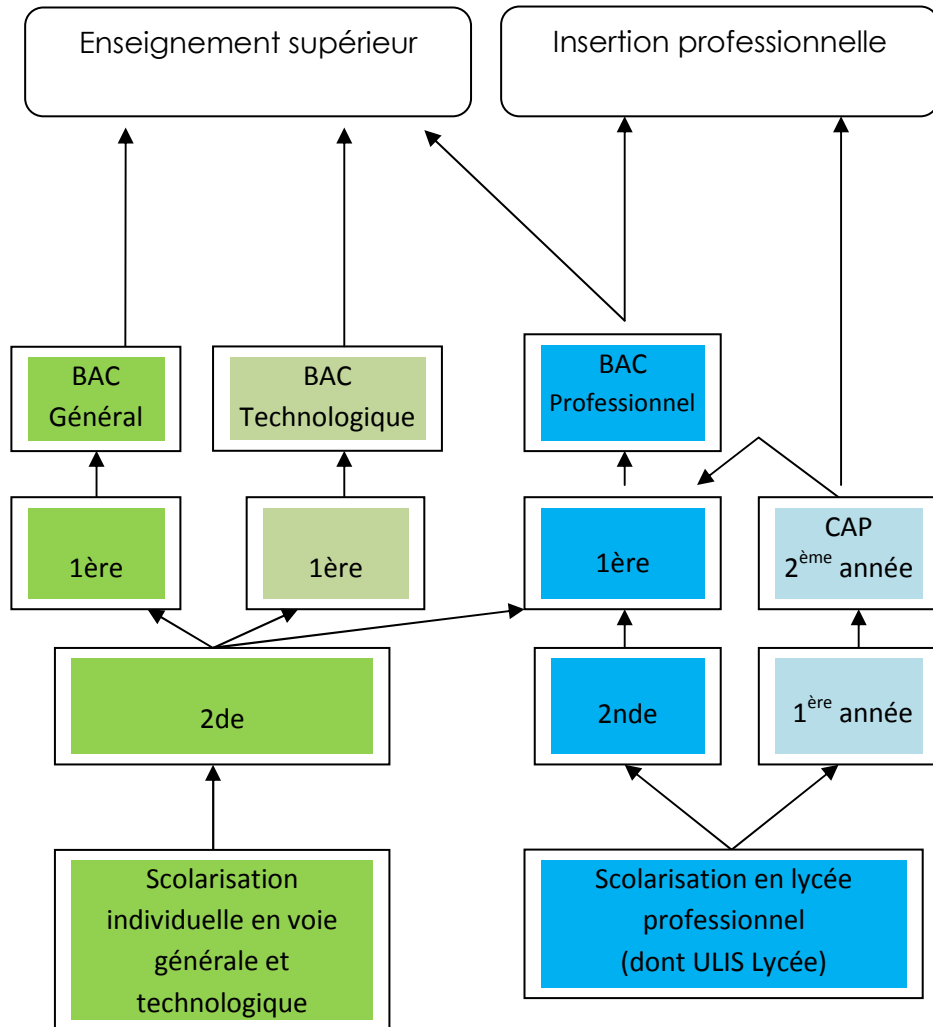 Enseignement supérieur
Insertion professionnelle
BAC
Général
BAC
Technologique
BAC
Professionnel
1ère
1ère
1ère
CAP
2ème année
2de
2nde
1ère année
Scolarisation
individuelle en voie
générale et
technologique
Scolarisation en lycée
professionnel
(dont ULIS Lycée)